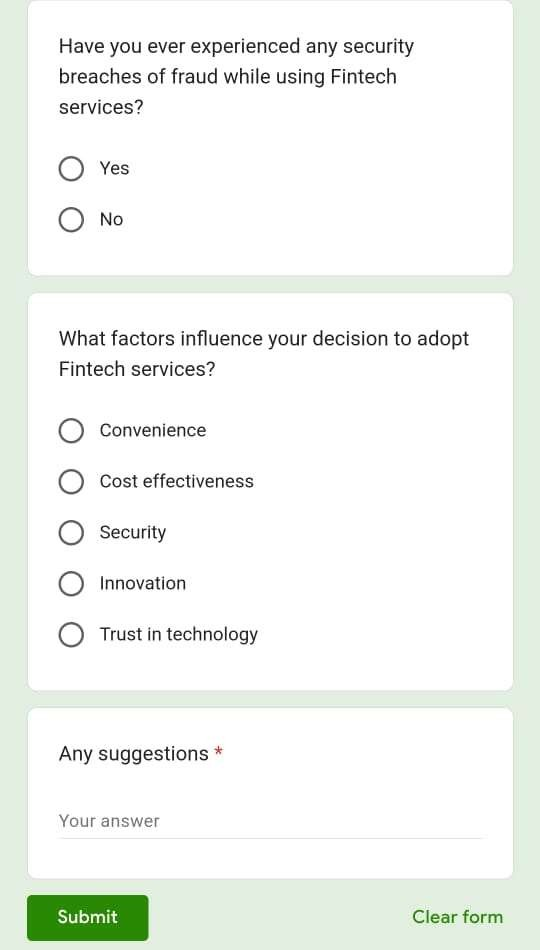 Have you ever experienced any security
breaches of fraud while using Fintech
services?
Yes
No
What factors influence your decision to adopt
Fintech services?
Convenience
Cost effectiveness
Security
Innovation
Trust in technology
Any suggestions *
Your answer
Submit
Clear form